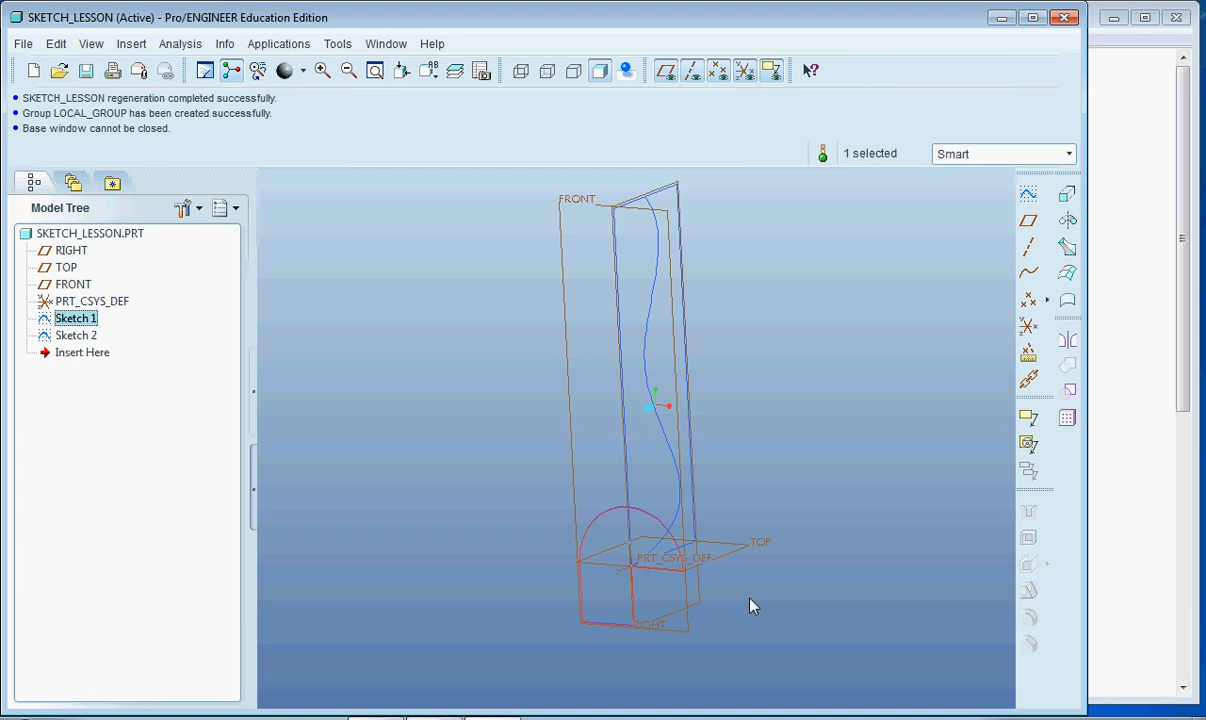 SKETCH_LESSON (Active) - Pro/ENGINEER Education Edition
File Edit View Insert Analysis Info Applications Tools Window Help
SKETCH_LESSON regeneration completed successfully.
Group LOCAL_GROUP has been created successfully.
Base window cannot be closed.
1 selected
Smart
Model Tree
SKETCH_LESSON.PRT
RIGHT
TOP
FRONT
PRT_CSYS_DEF
Sketch 1
Sketch 2
Insert Here
FRONT
TOP
PRT_CSYS_DEF
RIGHT